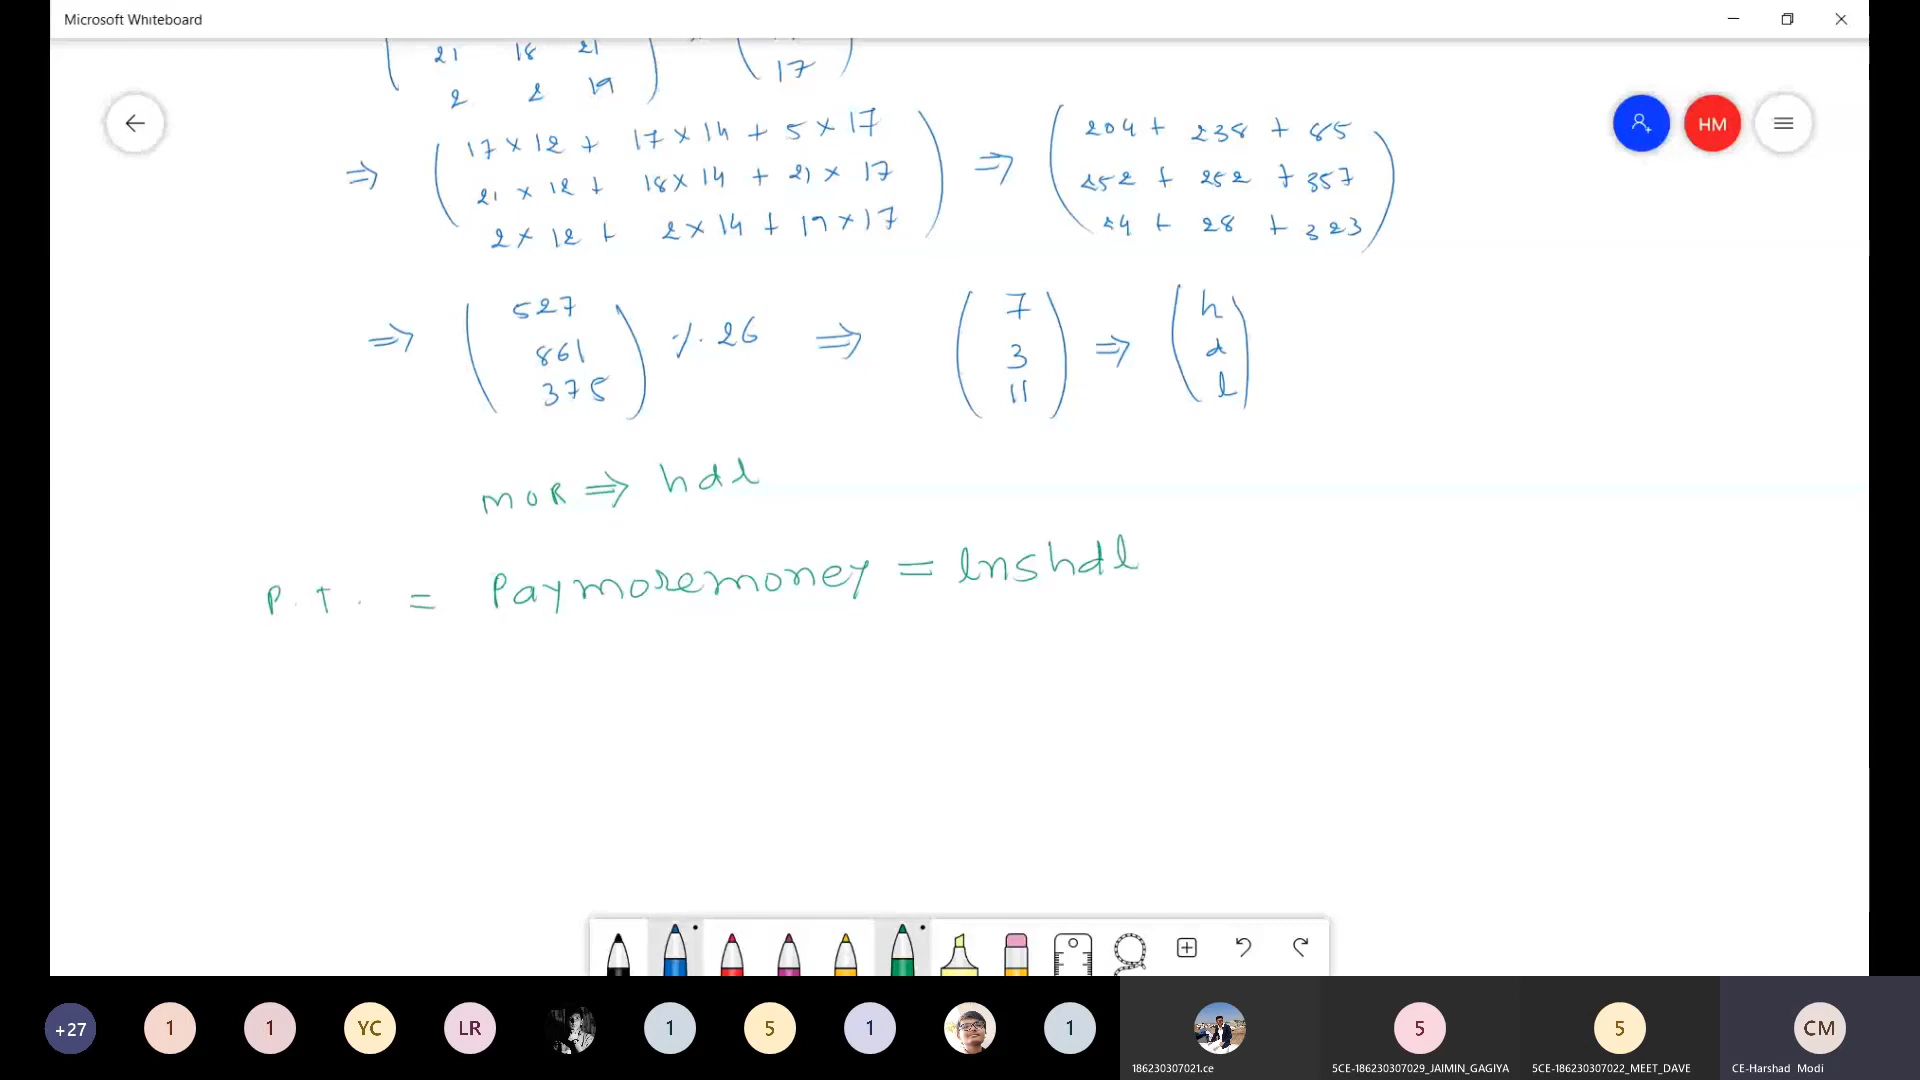 Microsoft Whiteboard
21 18 21
17
2 2 19
17 × 12 + 17 × 14 + 5 × 17
21 × 12 + 18 × 14 + 21 × 17
2 × 12 + 2 × 14 + 19 × 17
⇒ ⇒
204 + 238 + 85
252 + 252 + 357
24 + 28 + 323
HM
⇒ 527 861 375 % 26 ⇒ 7 3 11 ⇒ h d l
MOR ⇒ hdl
P.T. = Paymoremoney = lnshdl
+27 1 1 YC LR 1 5 1 1 5 5 CM
186230307021.ce 5CE-186230307029_JAIMIN_GAGIYA 5CE-186230307022_MEET_DAVE CE-Harshad Modi